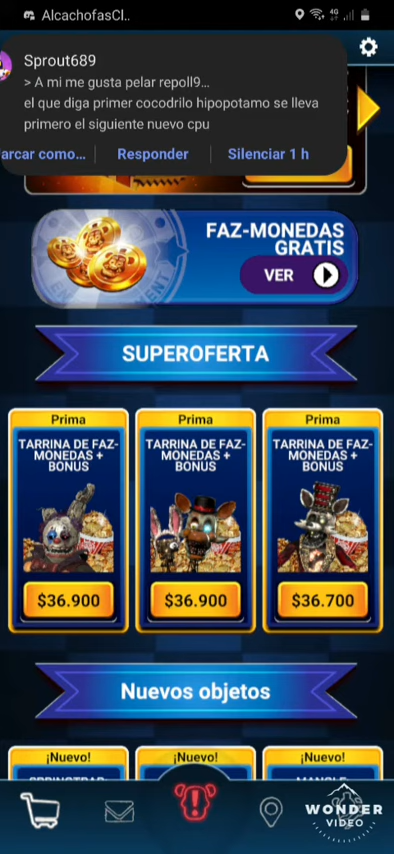 AlcachofasCl..
4G
Sprout689
> A mi me gusta pelar repoll9...
el que diga primer cocodrilo hipopotamo se lleva
primero el siguiente nuevo cpu
arcar como...
Responder
Silenciar 1 h
FAZ-MONEDAS
GRATIS
VER
SUPEROFERTA
Prima
TARRINA DE FAZ-
MONEDAS +
BONUS
$36.900
Prima
TARRINA DE FAZ-
MONEDAS +
BONUS
$36.900
Prima
TARRINA DE FAZ-
MONEDAS +
BONUS
$36.700
Nuevos objetos
¡Nuevo!
¡Nuevo!
¡Nuevo!
SPRINGTRAP
MANGLE
WONDER
VIDEO